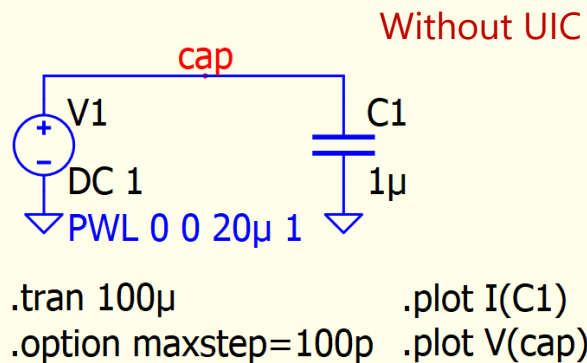 Without UIC
cap
V1
C1
DC 1
1µ
PWL 0 0 20µ 1
.tran 100µ
.plot I(C1)
.option maxstep=100p
.plot V(cap)